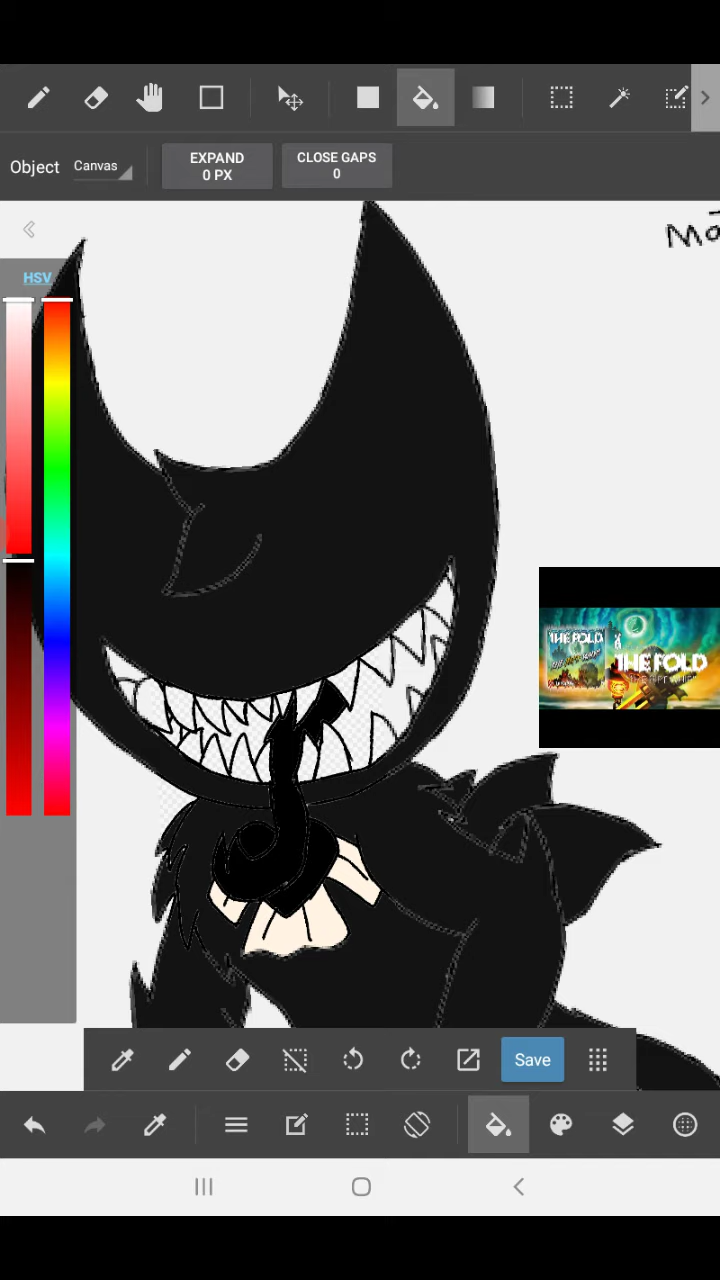 Object Canvas
EXPAND
0 PX
CLOSE GAPS
0
HSV
THE FOLD
THE FOLD
Save